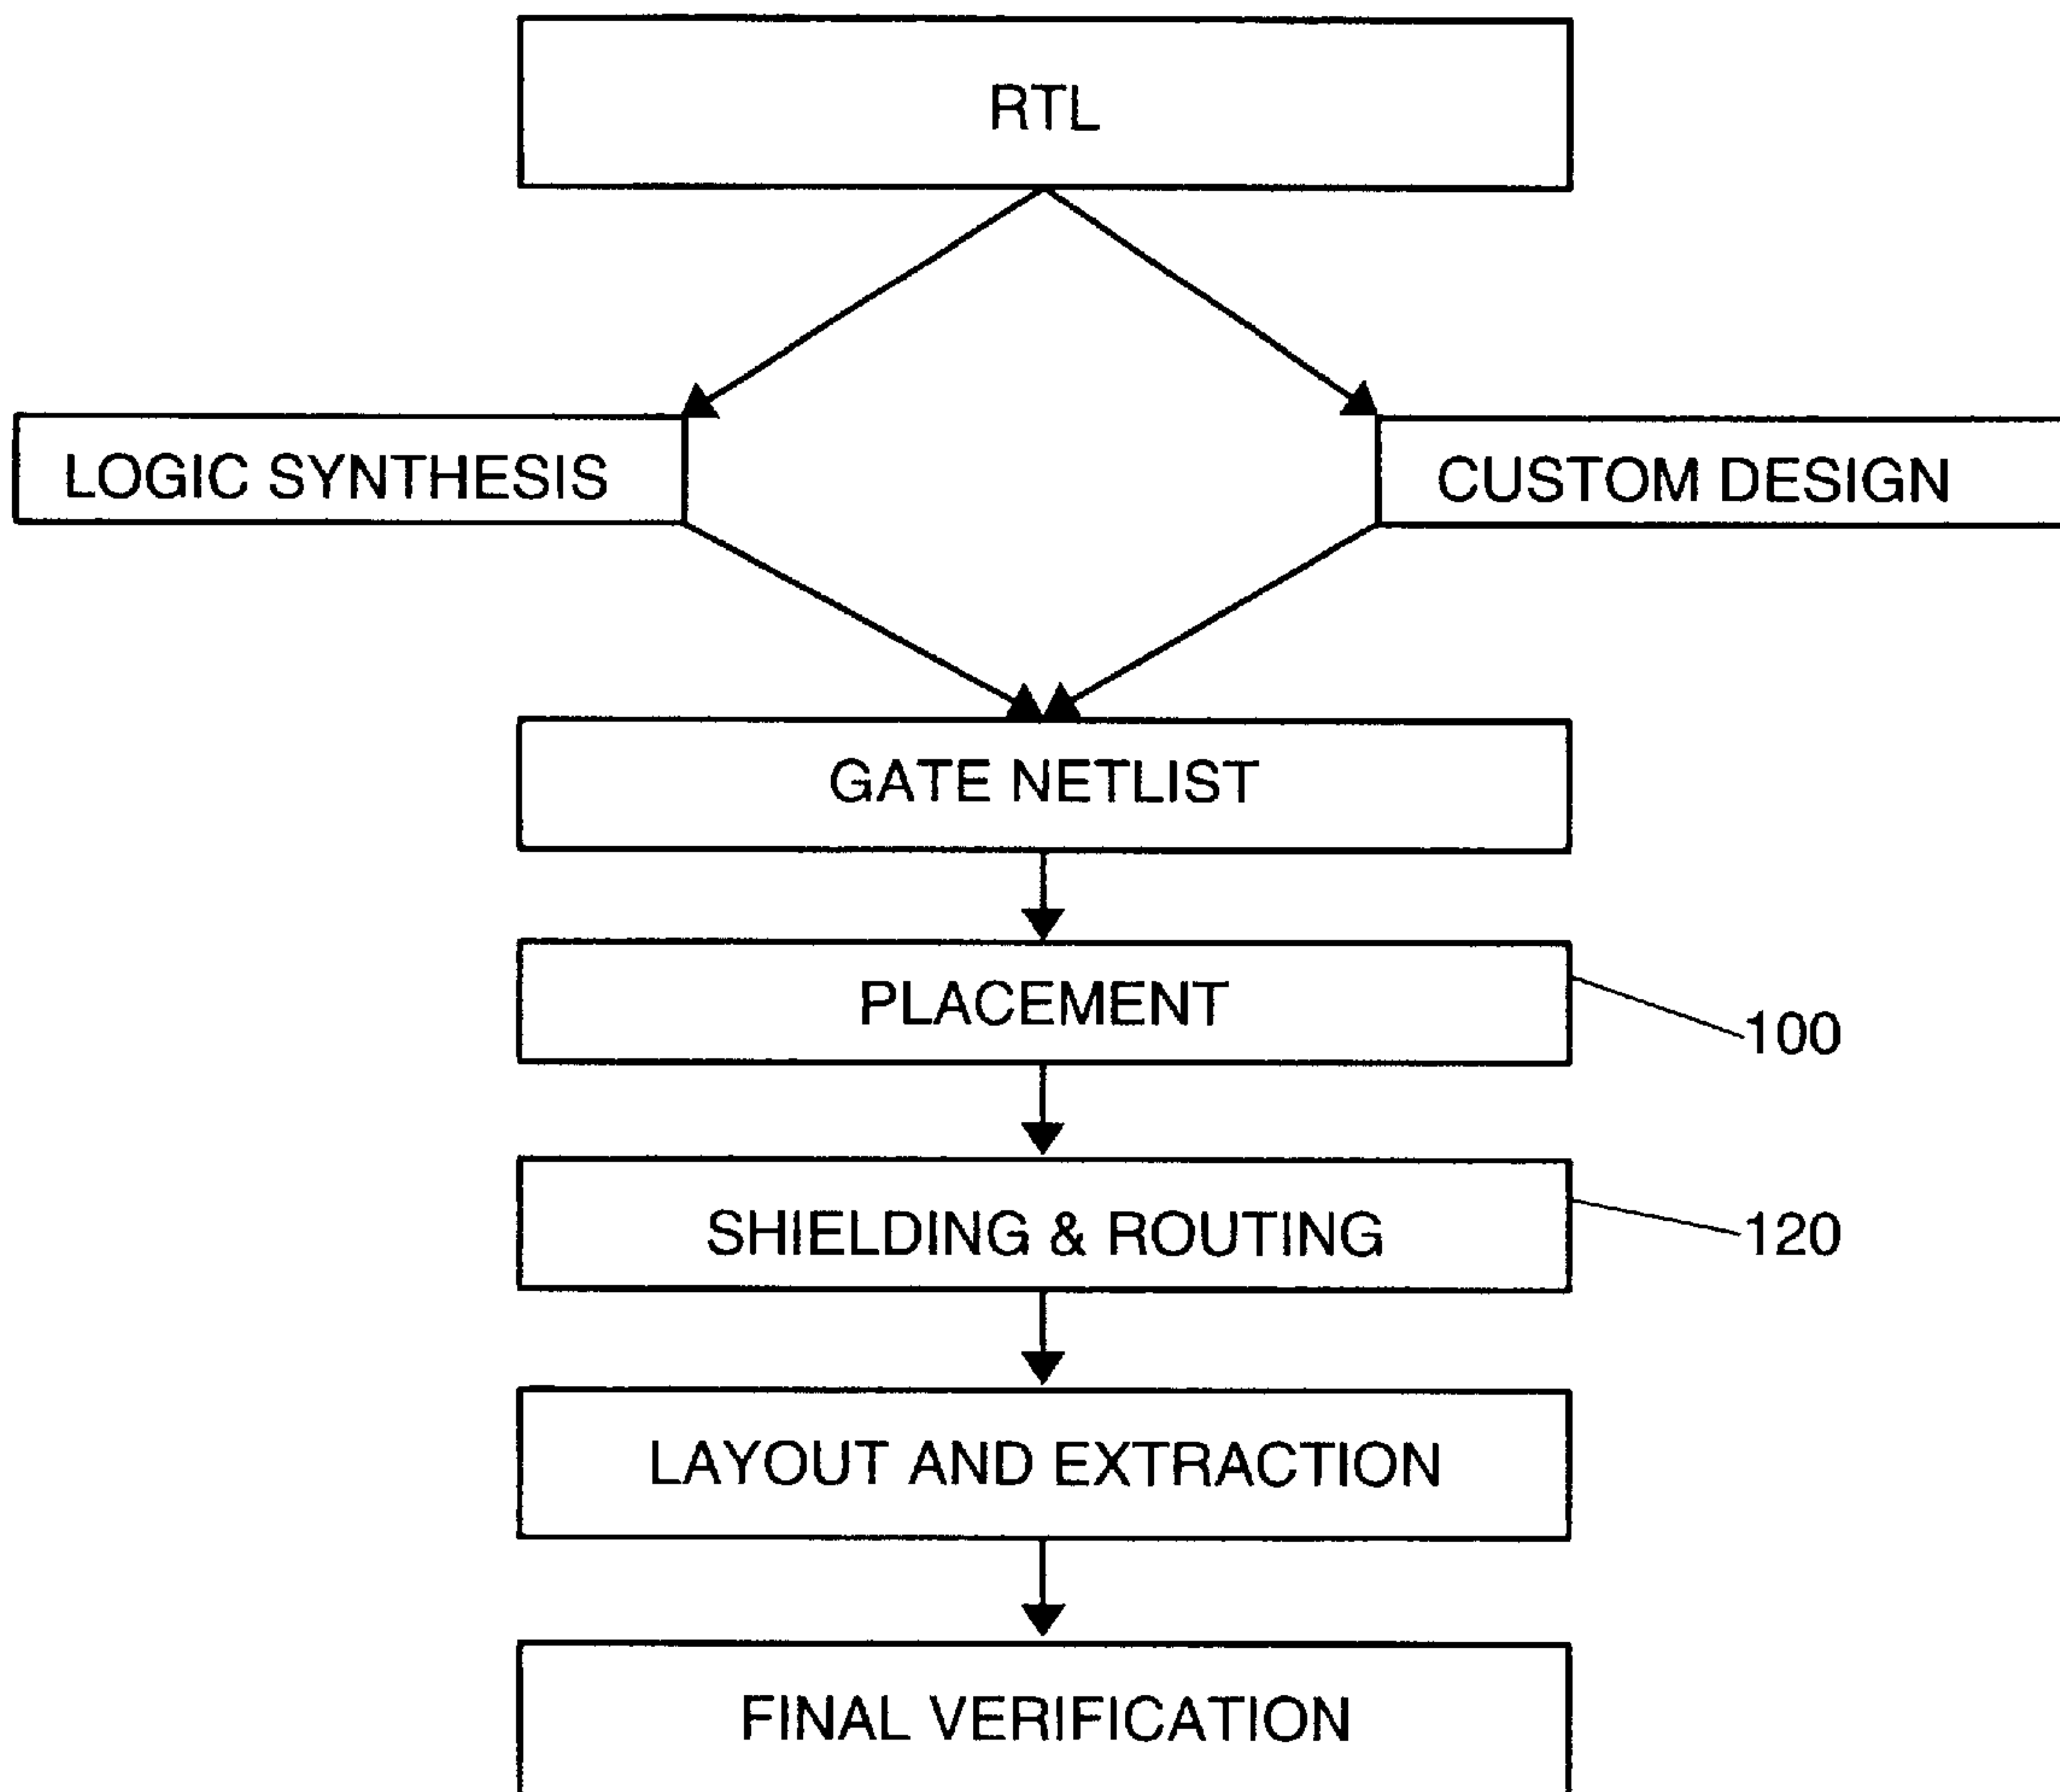 RTL
LOGIC SYNTHESIS
CUSTOM DESIGN
GATE NETLIST
PLACEMENT
100
SHIELDING & ROUTING
120
LAYOUT AND EXTRACTION
FINAL VERIFICATION